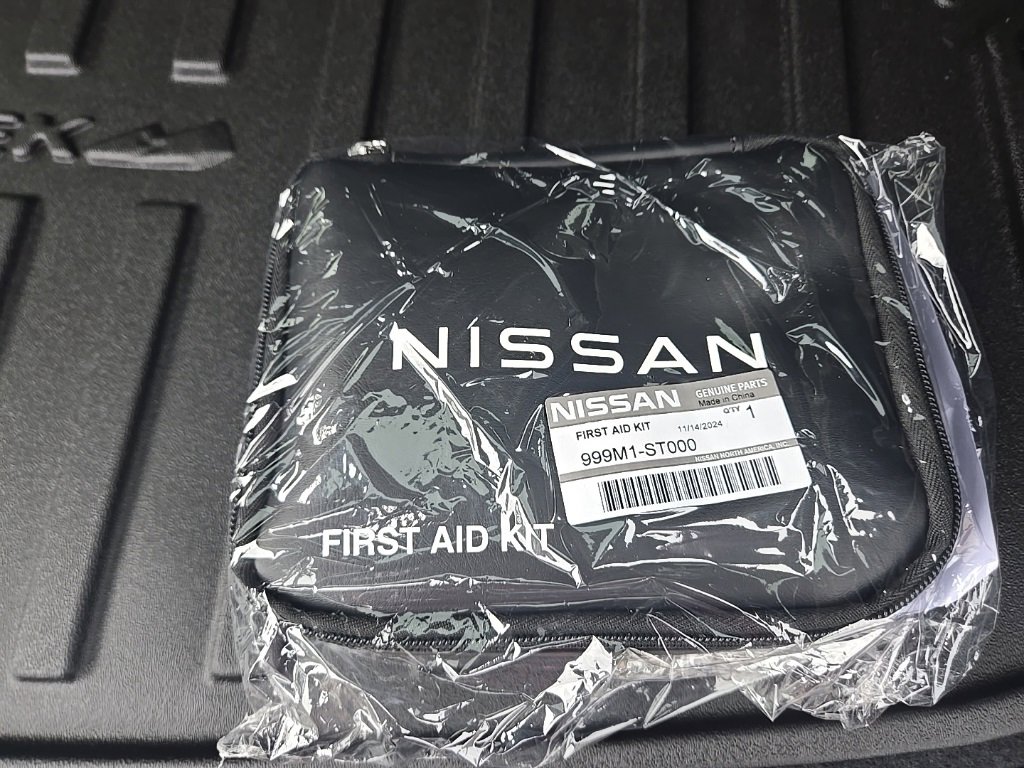 EX
NISSAN
NISSAN GENUINE PARTS
Made in China
QTY 1
FIRST AID KIT 11/14/2024
999M1-ST000
NISSAN NORTH AMERICA, INC.
FIRST AID KIT